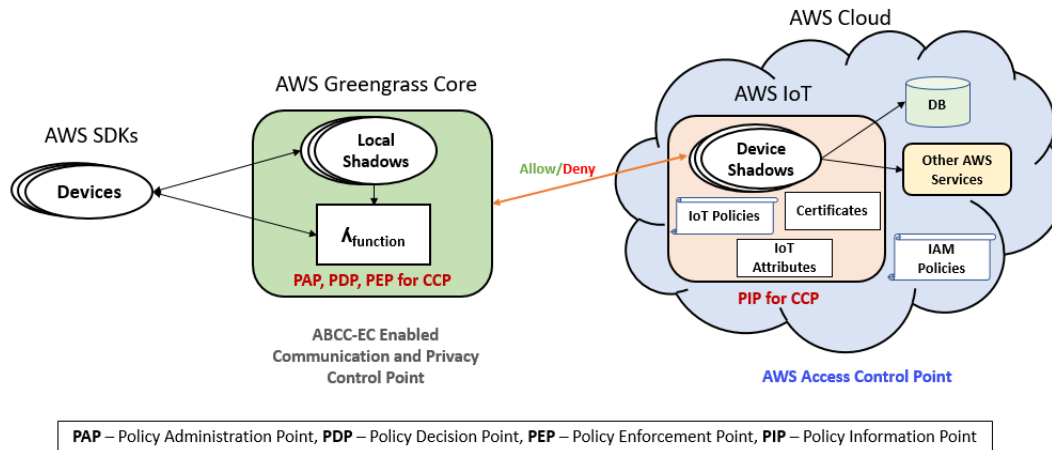 AWS Cloud
AWS Greengrass Core
AWS IoT
AWS SDKs
DB
Local
Shadows
Device
Shadows
Allow/Deny
Other AWS
Services
Devices
IoT Policies
Certificates
ʎfunction
IoT
Attributes
IAM
Policies
PAP, PDP, PEP for CCP
PIP for CCP
ABCC-EC Enabled
Communication and Privacy
Control Point
AWS Access Control Point
PAP – Policy Administration Point, PDP – Policy Decision Point, PEP – Policy Enforcement Point, PIP – Policy Information Point